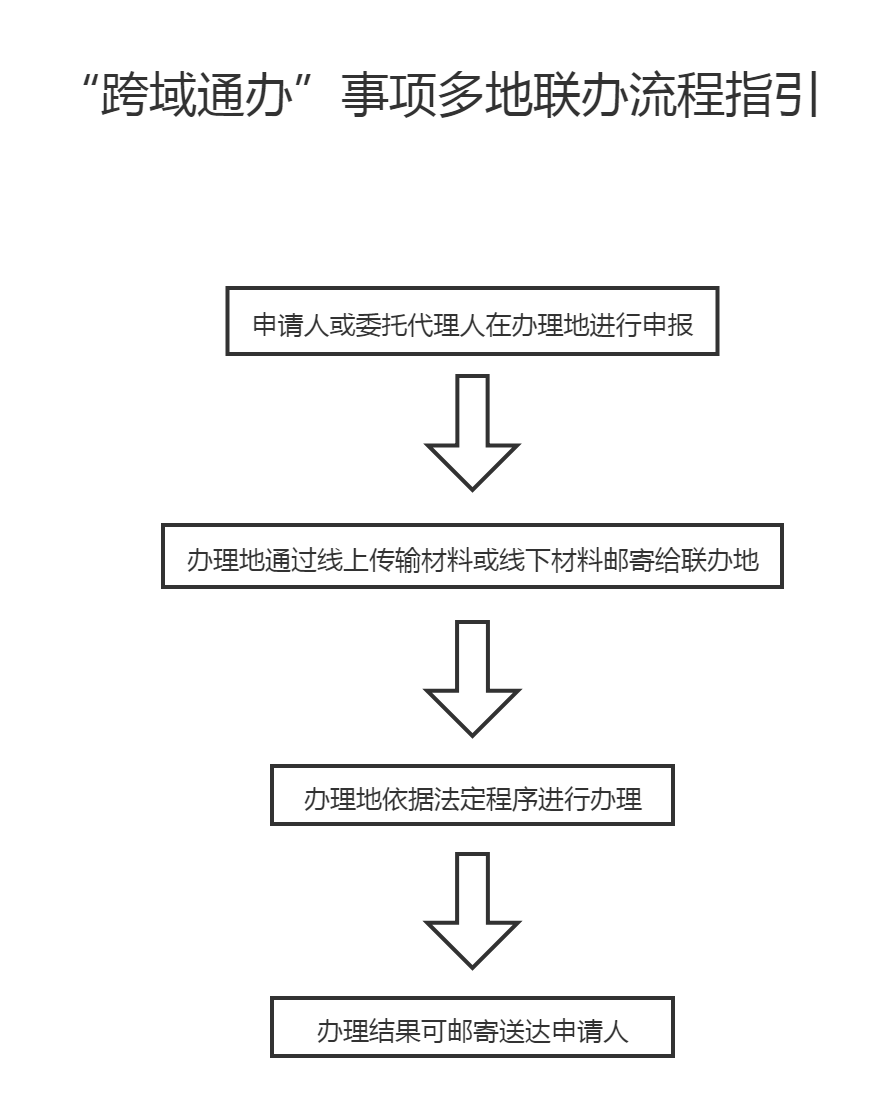 “跨域通办”事项多地联办流程指引
申请人或委托代理人在办理地进行申报
办理地通过线上传输材料或线下材料邮寄给联办地
办理地依据法定程序进行办理
办理结果可邮寄送达申请人